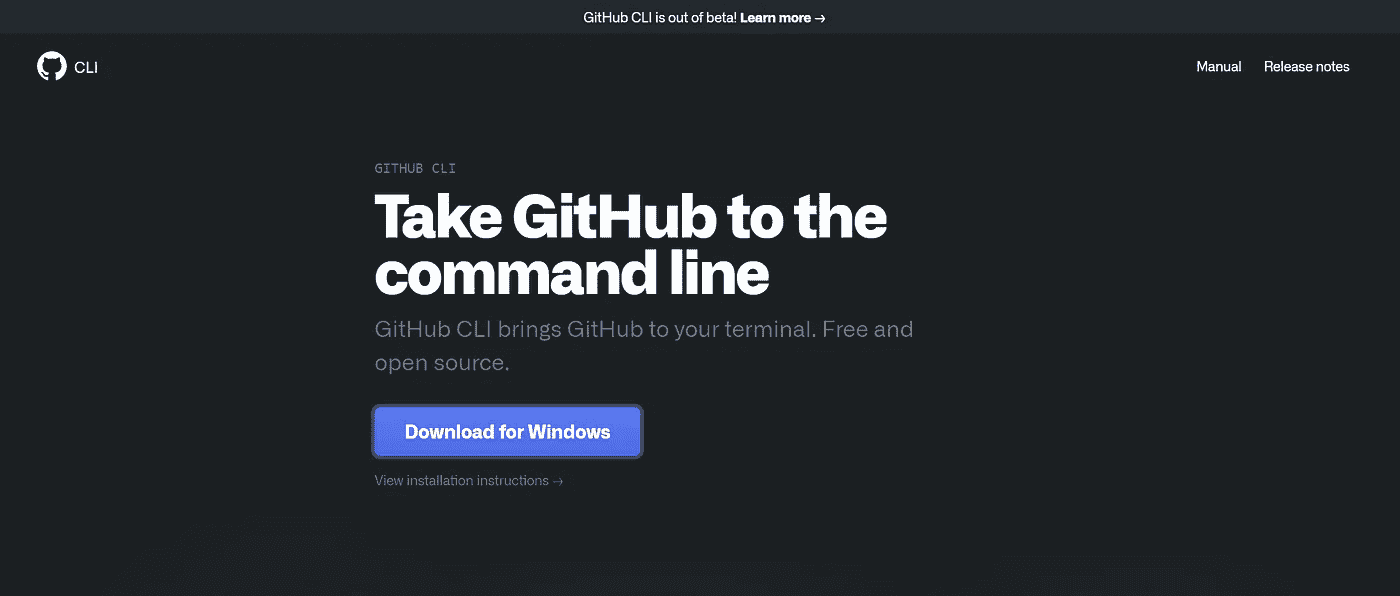 GitHub CLI is out of beta! Learn more →
CLI
Manual
Release notes
GITHUB CLI
Take GitHub to the
command line
GitHub CLI brings GitHub to your terminal. Free and
open source.
Download for Windows
View installation instructions →